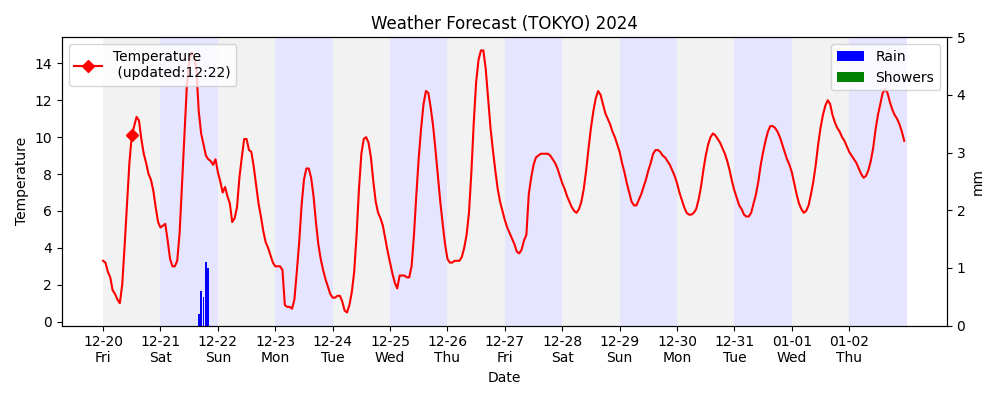 Weather Forecast (TOKYO) 2024
Temperature
(updated:12:22)
Rain
Showers
Temperature
14
12
10
8
6
4
2
0
5
4
3
2
1
0
mm
12-20 12-21 12-22 12-23 12-24 12-25 12-26 12-27 12-28 12-29 12-30 12-31 01-01 01-02
Fri Sat Sun Mon Tue Wed Thu Fri Sat Sun Mon Tue Wed Thu
Date